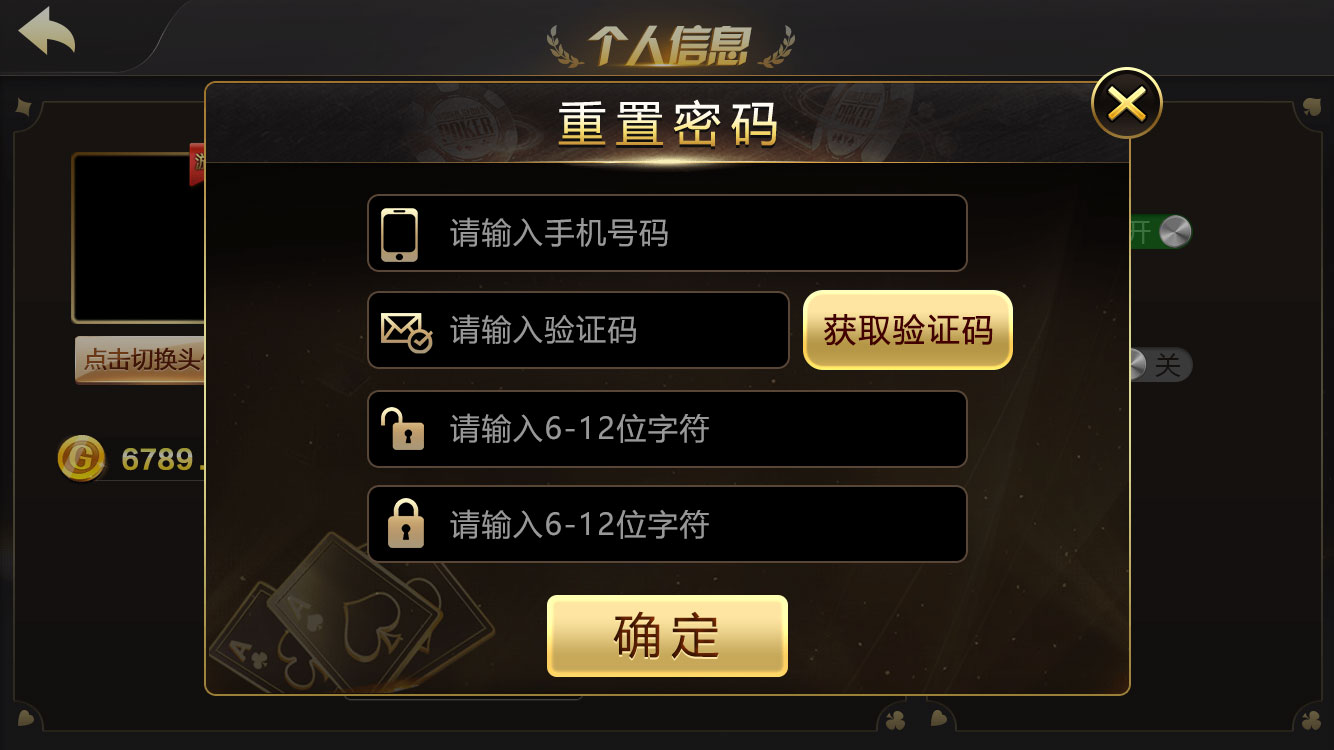 个人信息
重置密码
请输入手机号码
开
请输入验证码
获取验证码
点击切换头
关
请输入6-12位字符
6789.
请输入6-12位字符
A
A
确定